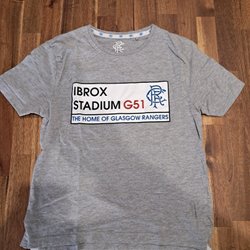 IBROX
STADIUM G51
THE HOME OF GLASGOW RANGERS